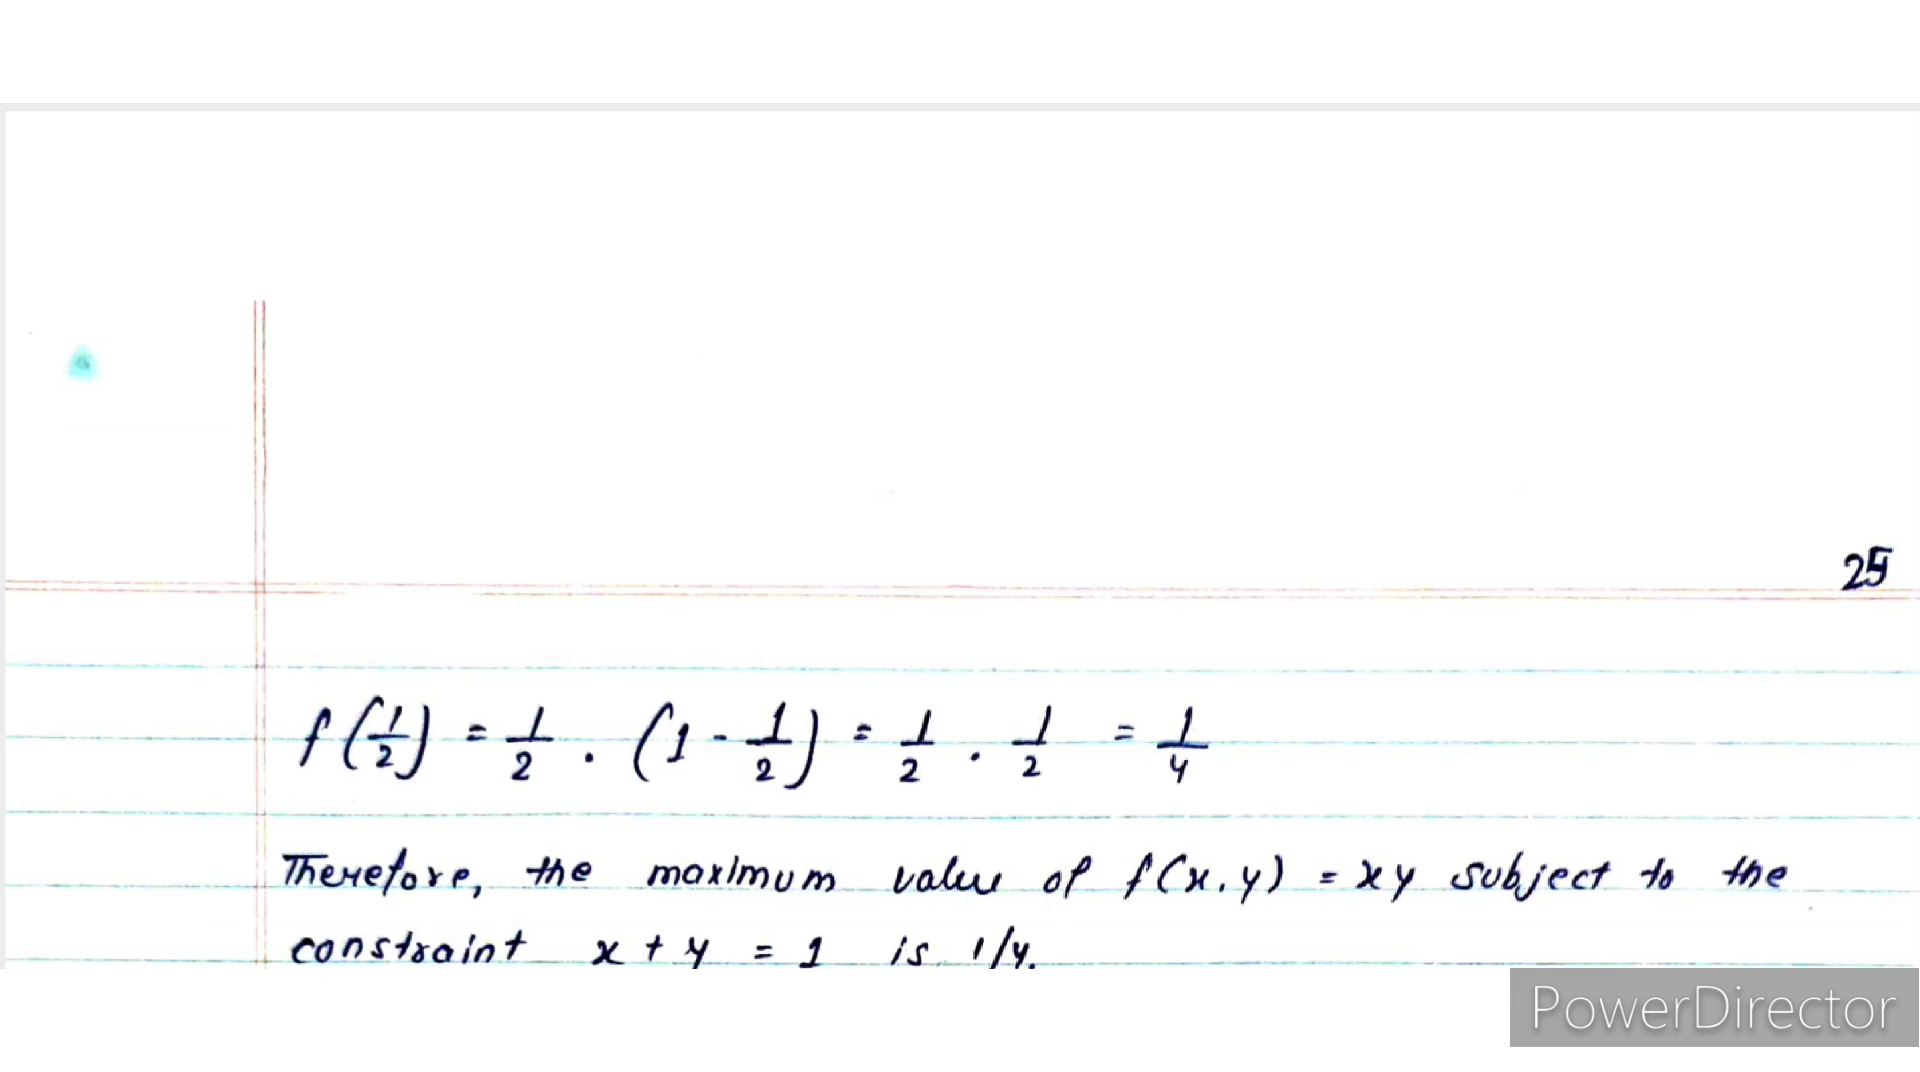 25
f(1/2) = 1/2 . (1 - 1/2) = 1/2 . 1/2 = 1/4
Therefore, the maximum value of f(x,y) = xy subject to the
constraint x + y = 1 is 1/4.
PowerDirector